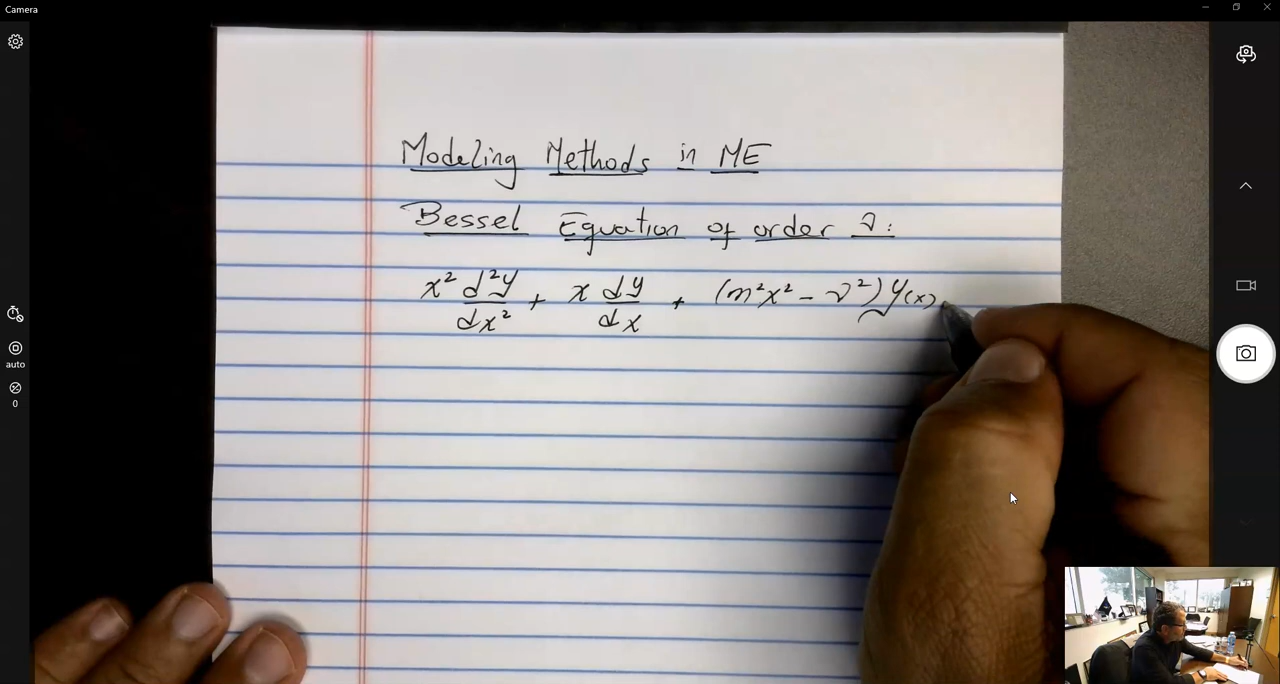 Camera
Modeling Methods in ME
Bessel Equation of order ν:
x² d²y/dx² + x dy/dx + (m²x² - ν²) y(x)
auto
0